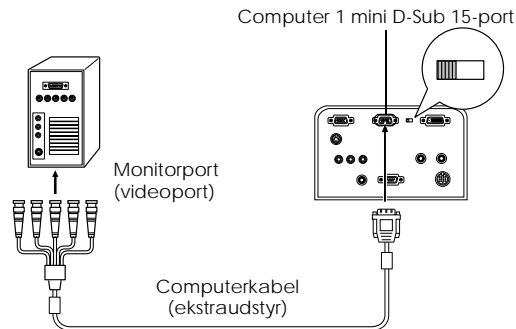 Computer 1 mini D-Sub 15-port
Monitorport
(videoport)
Computerkabel
(ekstraudstyr)